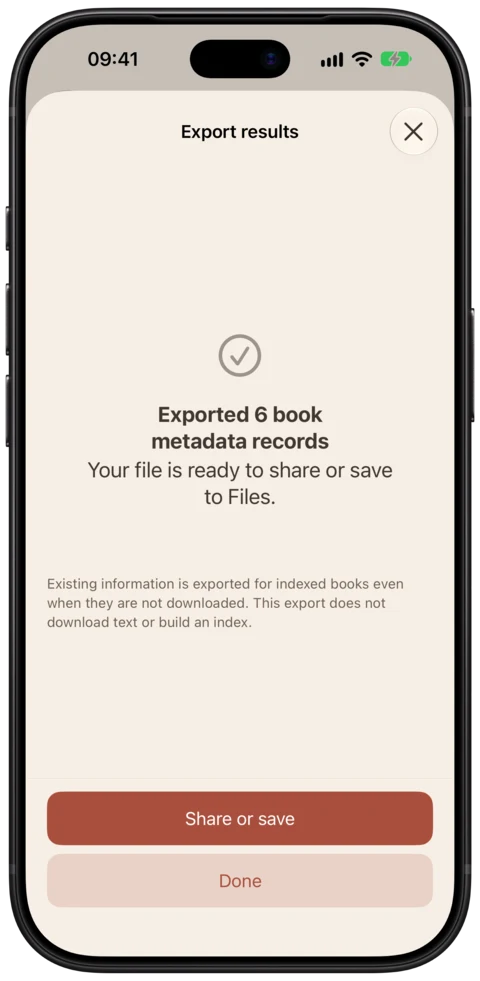 09:41
Export results
Exported 6 book
metadata records
Your file is ready to share or save
to Files.
Existing information is exported for indexed books even
when they are not downloaded. This export does not
download text or build an index.
Share or save
Done